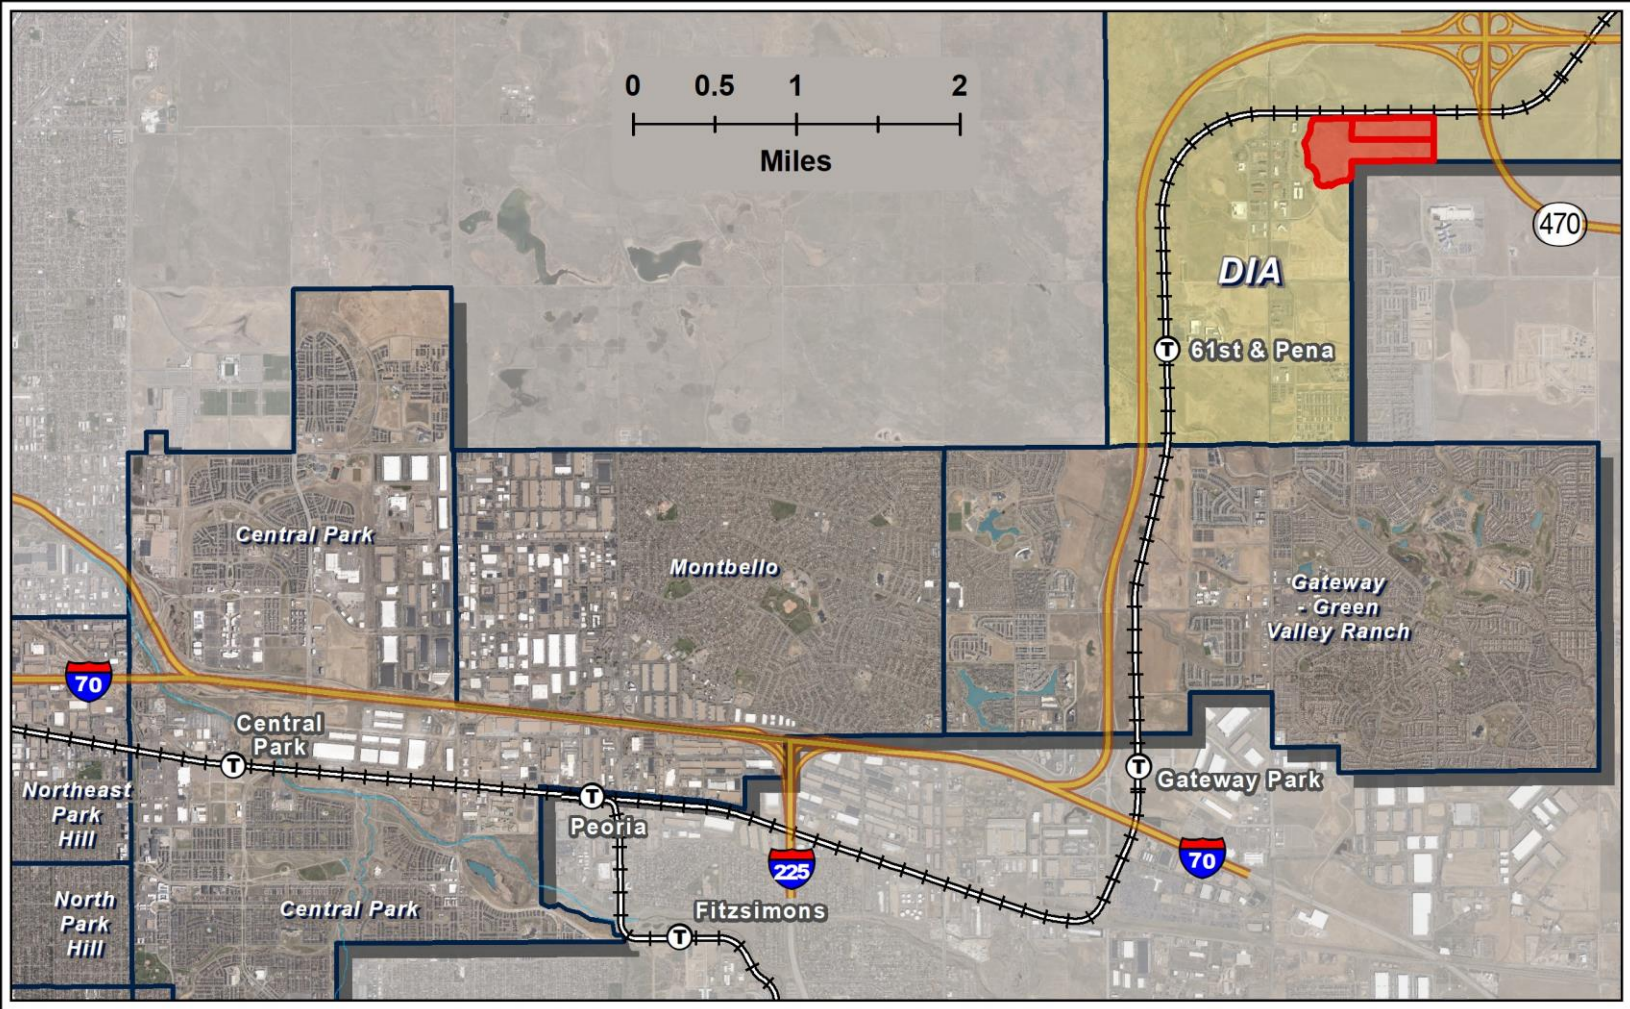 0 0.5 1 2
Miles
470
DIA
T
61st & Pena
Central Park
Montbello
Gateway
- Green
Valley Ranch
70
Central
Park
T
T
Gateway Park
Northeast
Park
Hill
T
Peoria
225
70
North
Park
Hill
Central Park
Fitzsimons
T